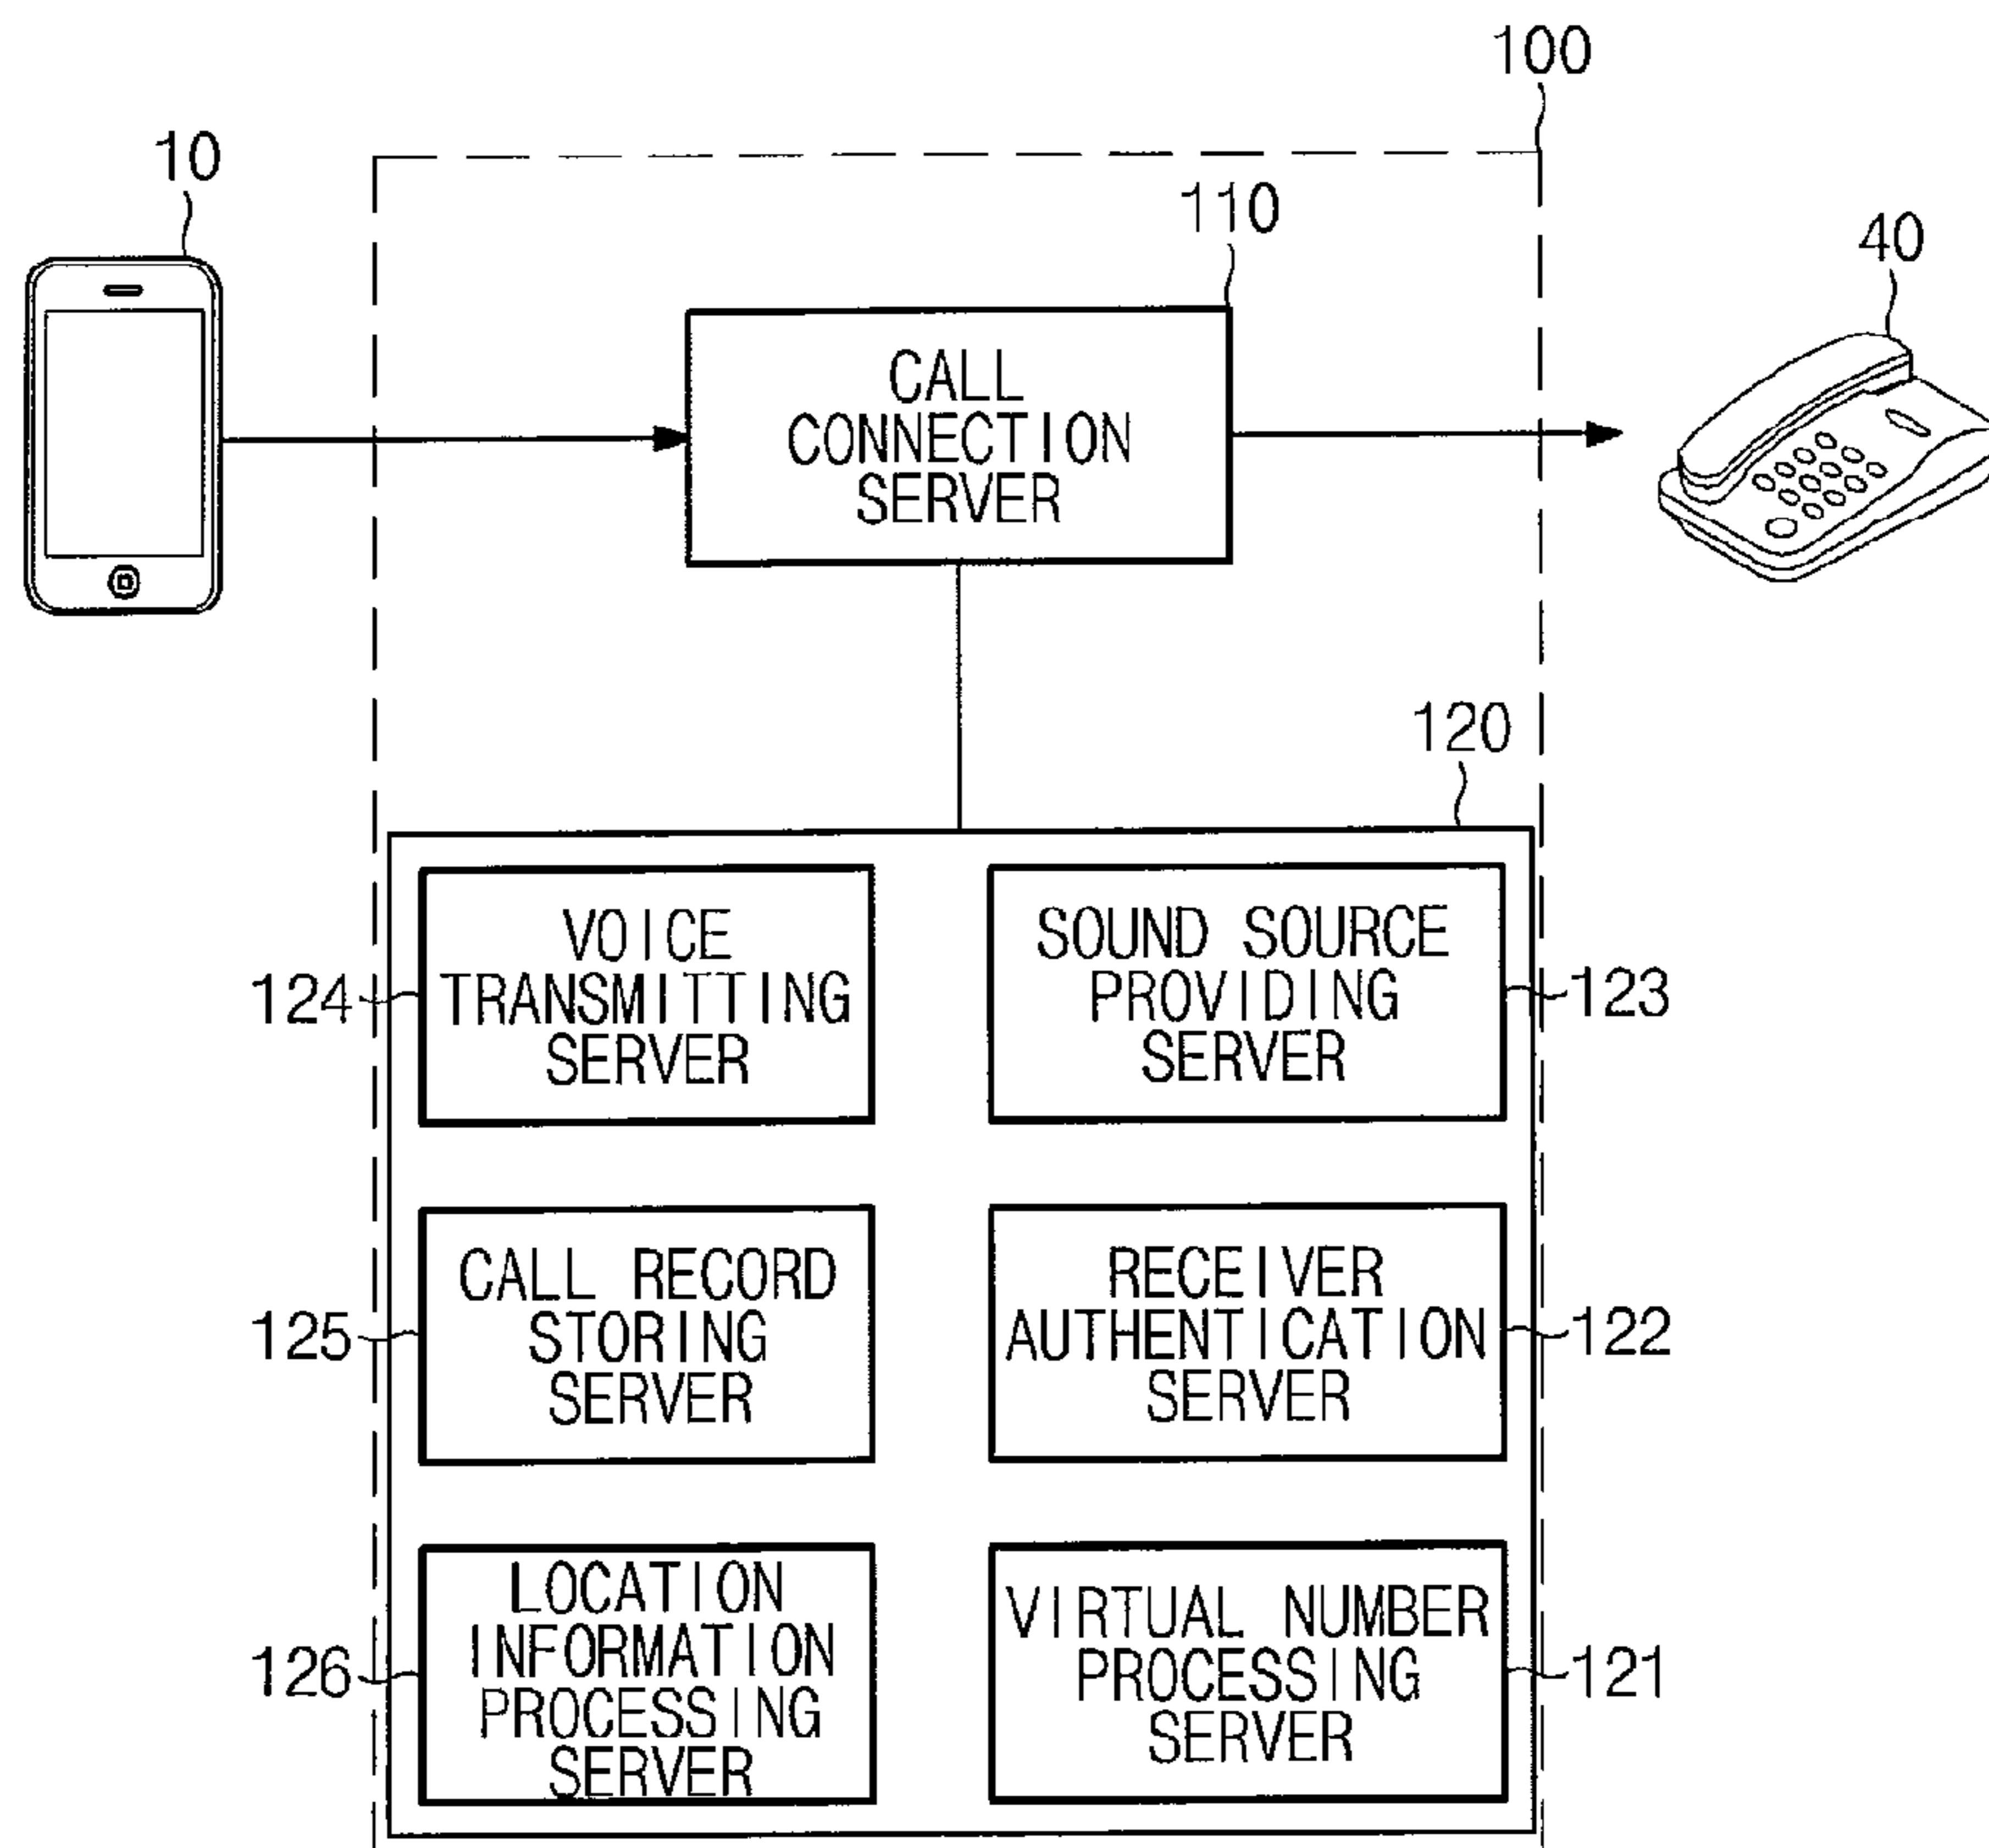 100
10
110
40
CALL
CONNECTION
SERVER
120
VOICE
TRANSMITTING
SERVER
124
SOUND SOURCE
PROVIDING
SERVER
123
CALL RECORD
STORING
SERVER
125
RECEIVER
AUTHENTICATION
SERVER
122
LOCATION
INFORMATION
PROCESSING
SERVER
126
VIRTUAL NUMBER
PROCESSING
SERVER
121